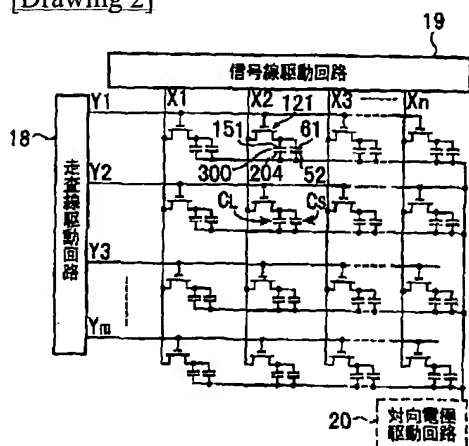 [Drawing 2]
19
信号線駆動回路
X1 X2 X3 Xn
18
走査線駆動回路
Y1
121
151 61
300 204 52
Y2
CL CS
Y3
Ym
20
対向電極
駆動回路